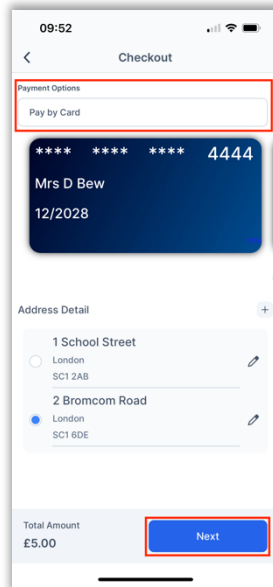 09:52
Checkout
Payment Options
Pay by Card
**** **** **** 4444
Mrs D Bew
12/2028
Address Detail
1 School Street
London
SC1 2AB
2 Bromcom Road
London
SC1 6DE
Total Amount
£5.00
Next